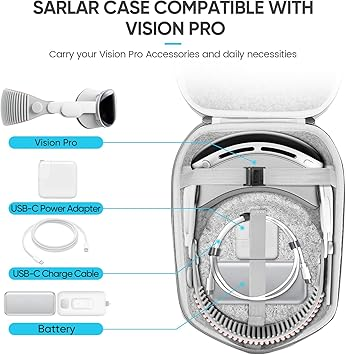 SARLAR CASE COMPATIBLE WITH
VISION PRO
Carry your Vision Pro Accessories and daily necessities
Vision Pro
USB-C Power Adapter
USB-C Charge Cable
Battery